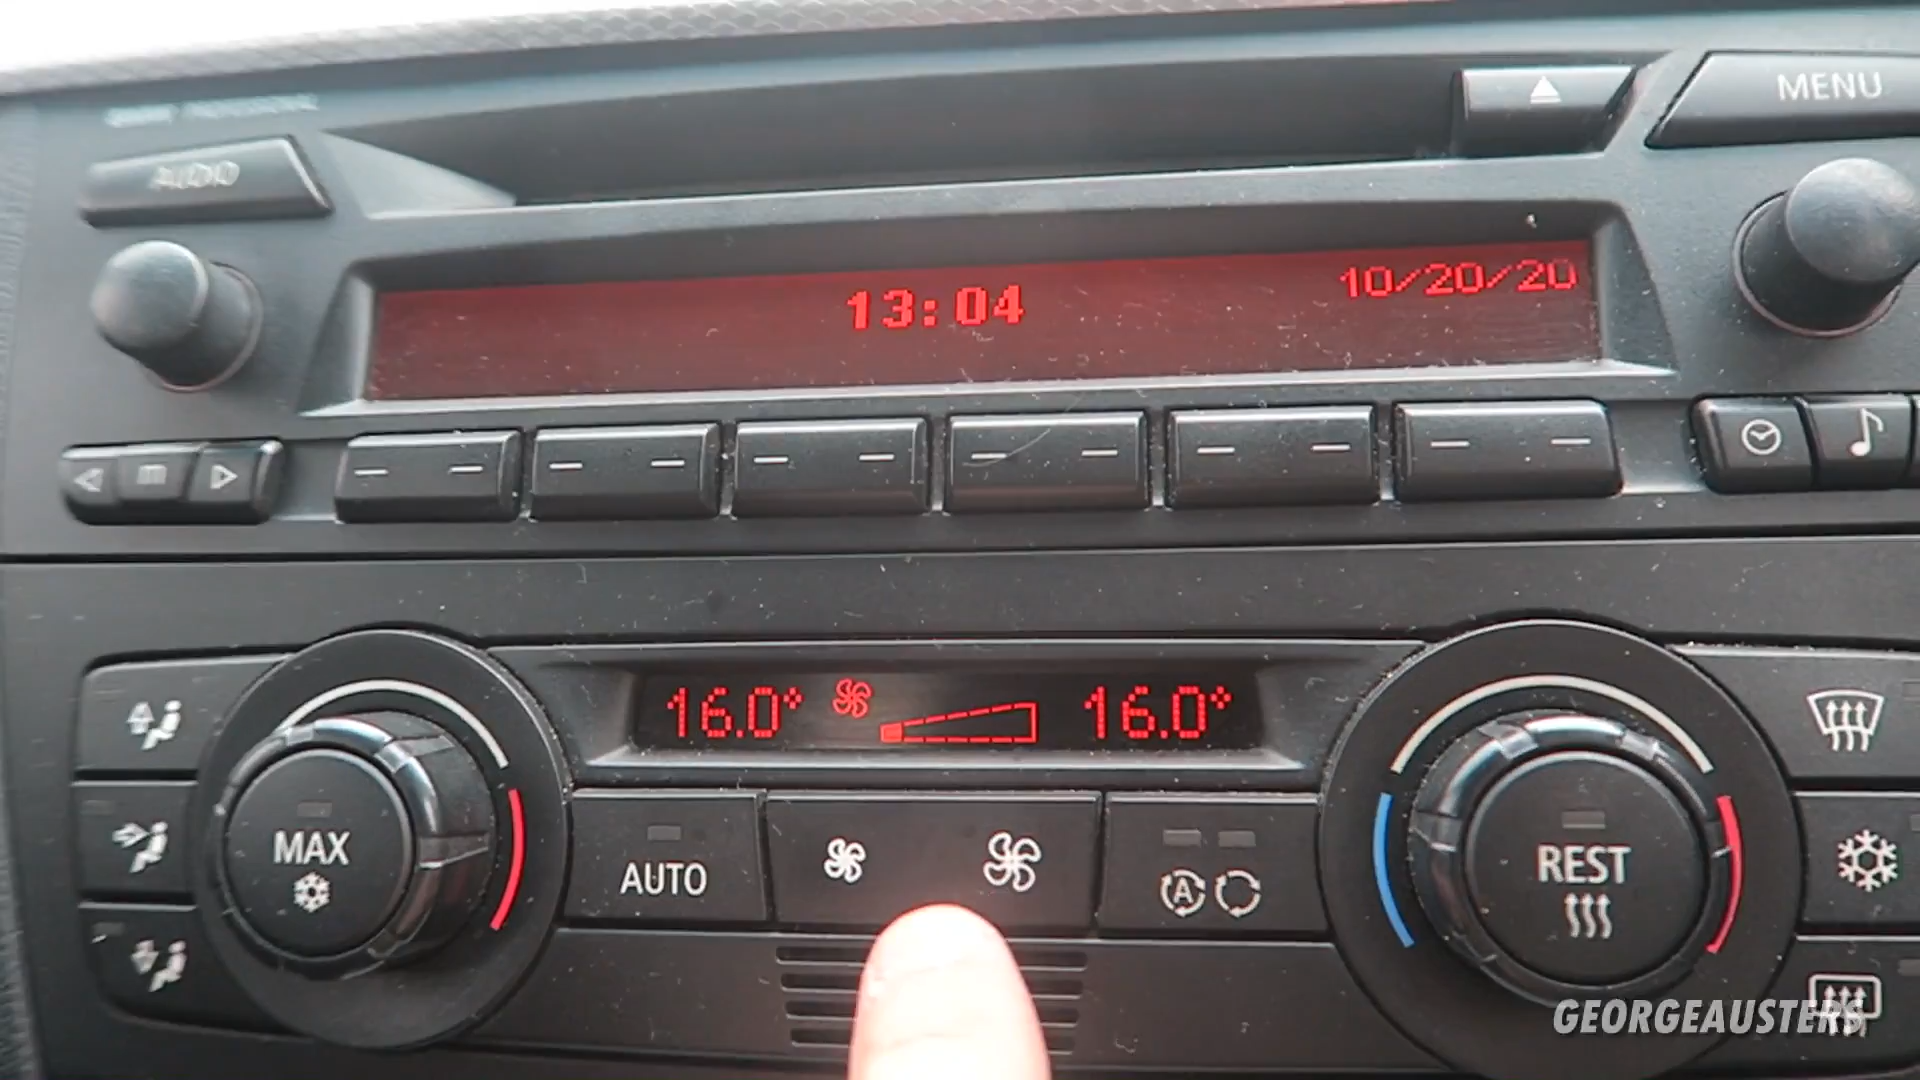 MENU
AUDIO
13:04
10/20/20
m
16.0°
16.0°
MAX
AUTO
A
REST
GEORGEAUSTERS